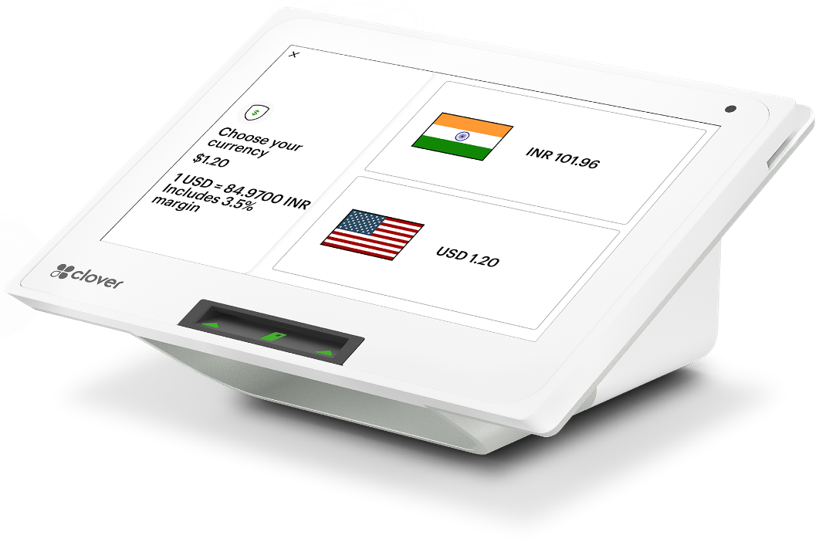 Choose your
currency
$1.20
1 USD = 84.9700 INR
Includes 3.5%
margin
INR 101.96
USD 1.20
clover